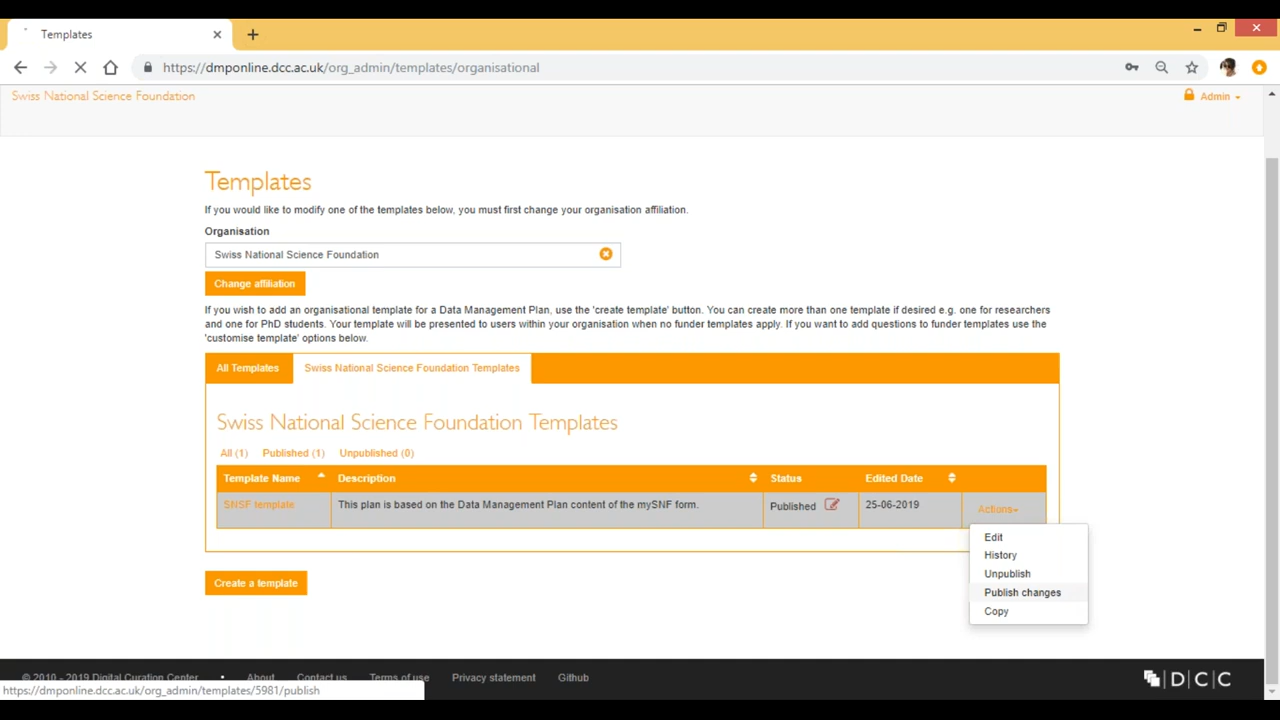 Templates
https://dmponline.dcc.ac.uk/org_admin/templates/organisational
Swiss National Science Foundation
Admin
Templates
If you would like to modify one of the templates below, you must first change your organisation affiliation.
Organisation
Swiss National Science Foundation
Change affiliation
If you wish to add an organisational template for a Data Management Plan, use the 'create template' button. You can create more than one template if desired e.g. one for researchers
and one for PhD students. Your template will be presented to users within your organisation when no funder templates apply. If you want to add questions to funder templates use the
'customise template' options below.
All Templates Swiss National Science Foundation Templates
Swiss National Science Foundation Templates
All (1) Published (1) Unpublished (0)
Template Name Description Status Edited Date
SNSF template This plan is based on the Data Management Plan content of the mySNF form. Published 25-06-2019 Actions
Edit
History
Unpublish
Publish changes
Copy
Create a template
© 2010 - 2019 Digital Curation Center • About Contact us Terms of use Privacy statement Github DCC
https://dmponline.dcc.ac.uk/org_admin/templates/5981/publish